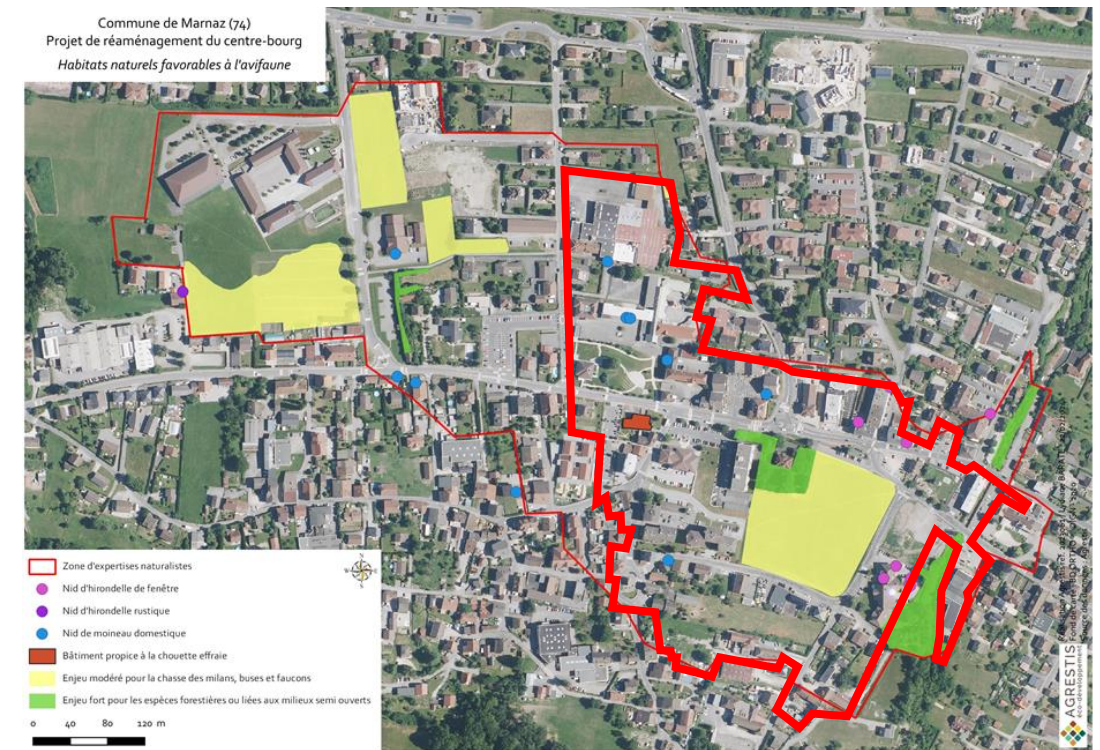 Commune de Marnaz (74)
Projet de réaménagement du centre-bourg
Habitats naturels favorables à l'avifaune
Zone d'expertises naturalistes
Nid d'hirondelle de fenêtre
Nid d'hirondelle rustique
Nid de moineau domestique
Bâtiment propice à la chouette effraie
Enjeu modéré pour la chasse des milans, buses et faucons
Enjeu fort pour les espèces forestières ou liées aux milieux semi ouverts
0 40 80 120 m
AGRESTIS
éco-développement